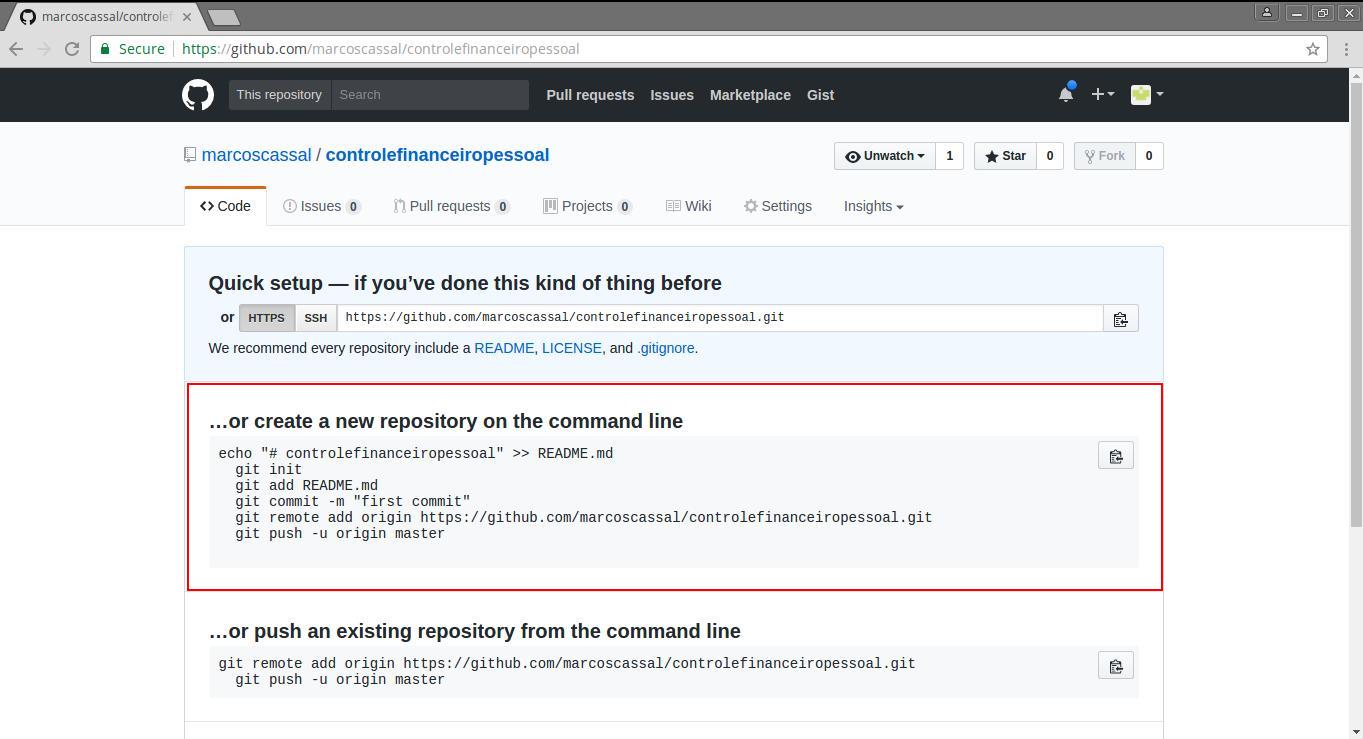 marcoscassal/controlef
Secure https://github.com/marcoscassal/controlefinanceiropessoal
This repository Search Pull requests Issues Marketplace Gist
marcoscassal / controlefinanceiropessoal Unwatch 1 Star 0 Fork 0
Code Issues 0 Pull requests 0 Projects 0 Wiki Settings Insights
Quick setup — if you’ve done this kind of thing before
or HTTPS SSH https://github.com/marcoscassal/controlefinanceiropessoal.git
We recommend every repository include a README, LICENSE, and .gitignore.
…or create a new repository on the command line
echo "# controlefinanceiropessoal" >> README.md
git init
git add README.md
git commit -m "first commit"
git remote add origin https://github.com/marcoscassal/controlefinanceiropessoal.git
git push -u origin master
…or push an existing repository from the command line
git remote add origin https://github.com/marcoscassal/controlefinanceiropessoal.git
git push -u origin master